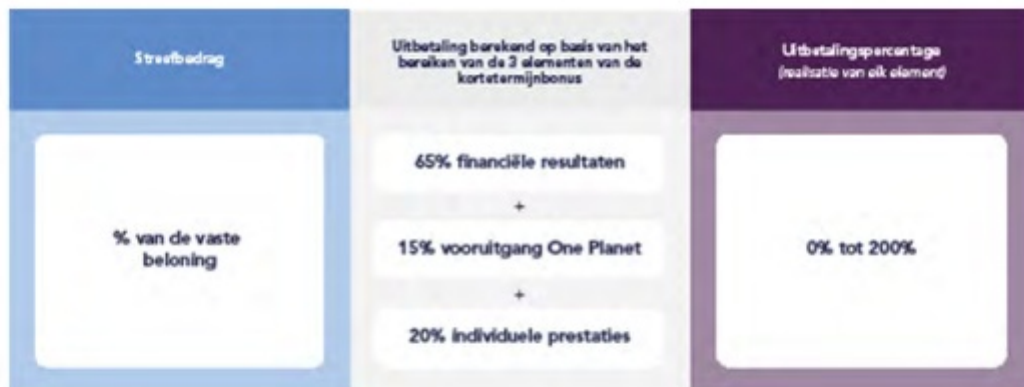 Streefbedrag
% van de vaste
beloning
Uitbetaling berekend op basis van het
bereiken van de 3 elementen van de
kortetermijnbonus
65% financiële resultaten
+
15% vooruitgang One Planet
+
20% individuele prestaties
Uitbetalingspercentage
(realisatie van elk element)
0% tot 200%